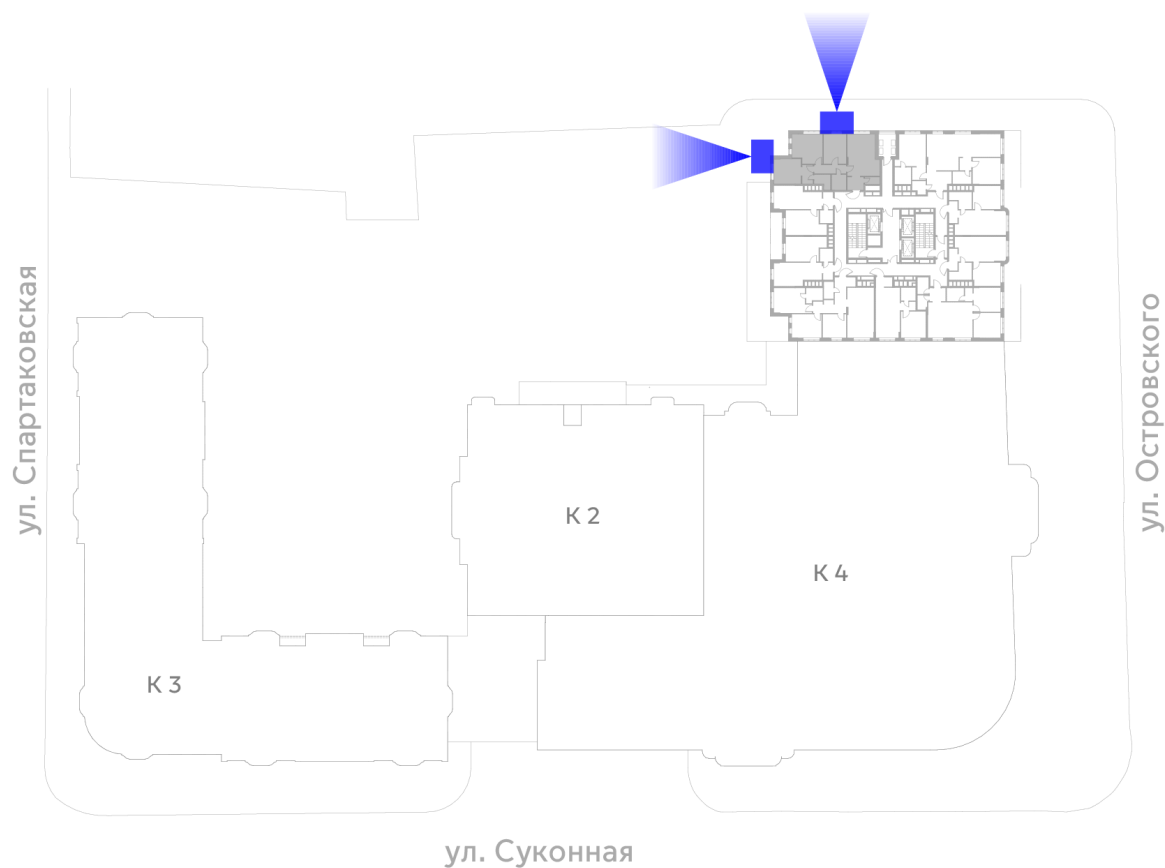 ул. Спартаковская
ул. Островского
К 2
К 4
К 3
ул. Суконная